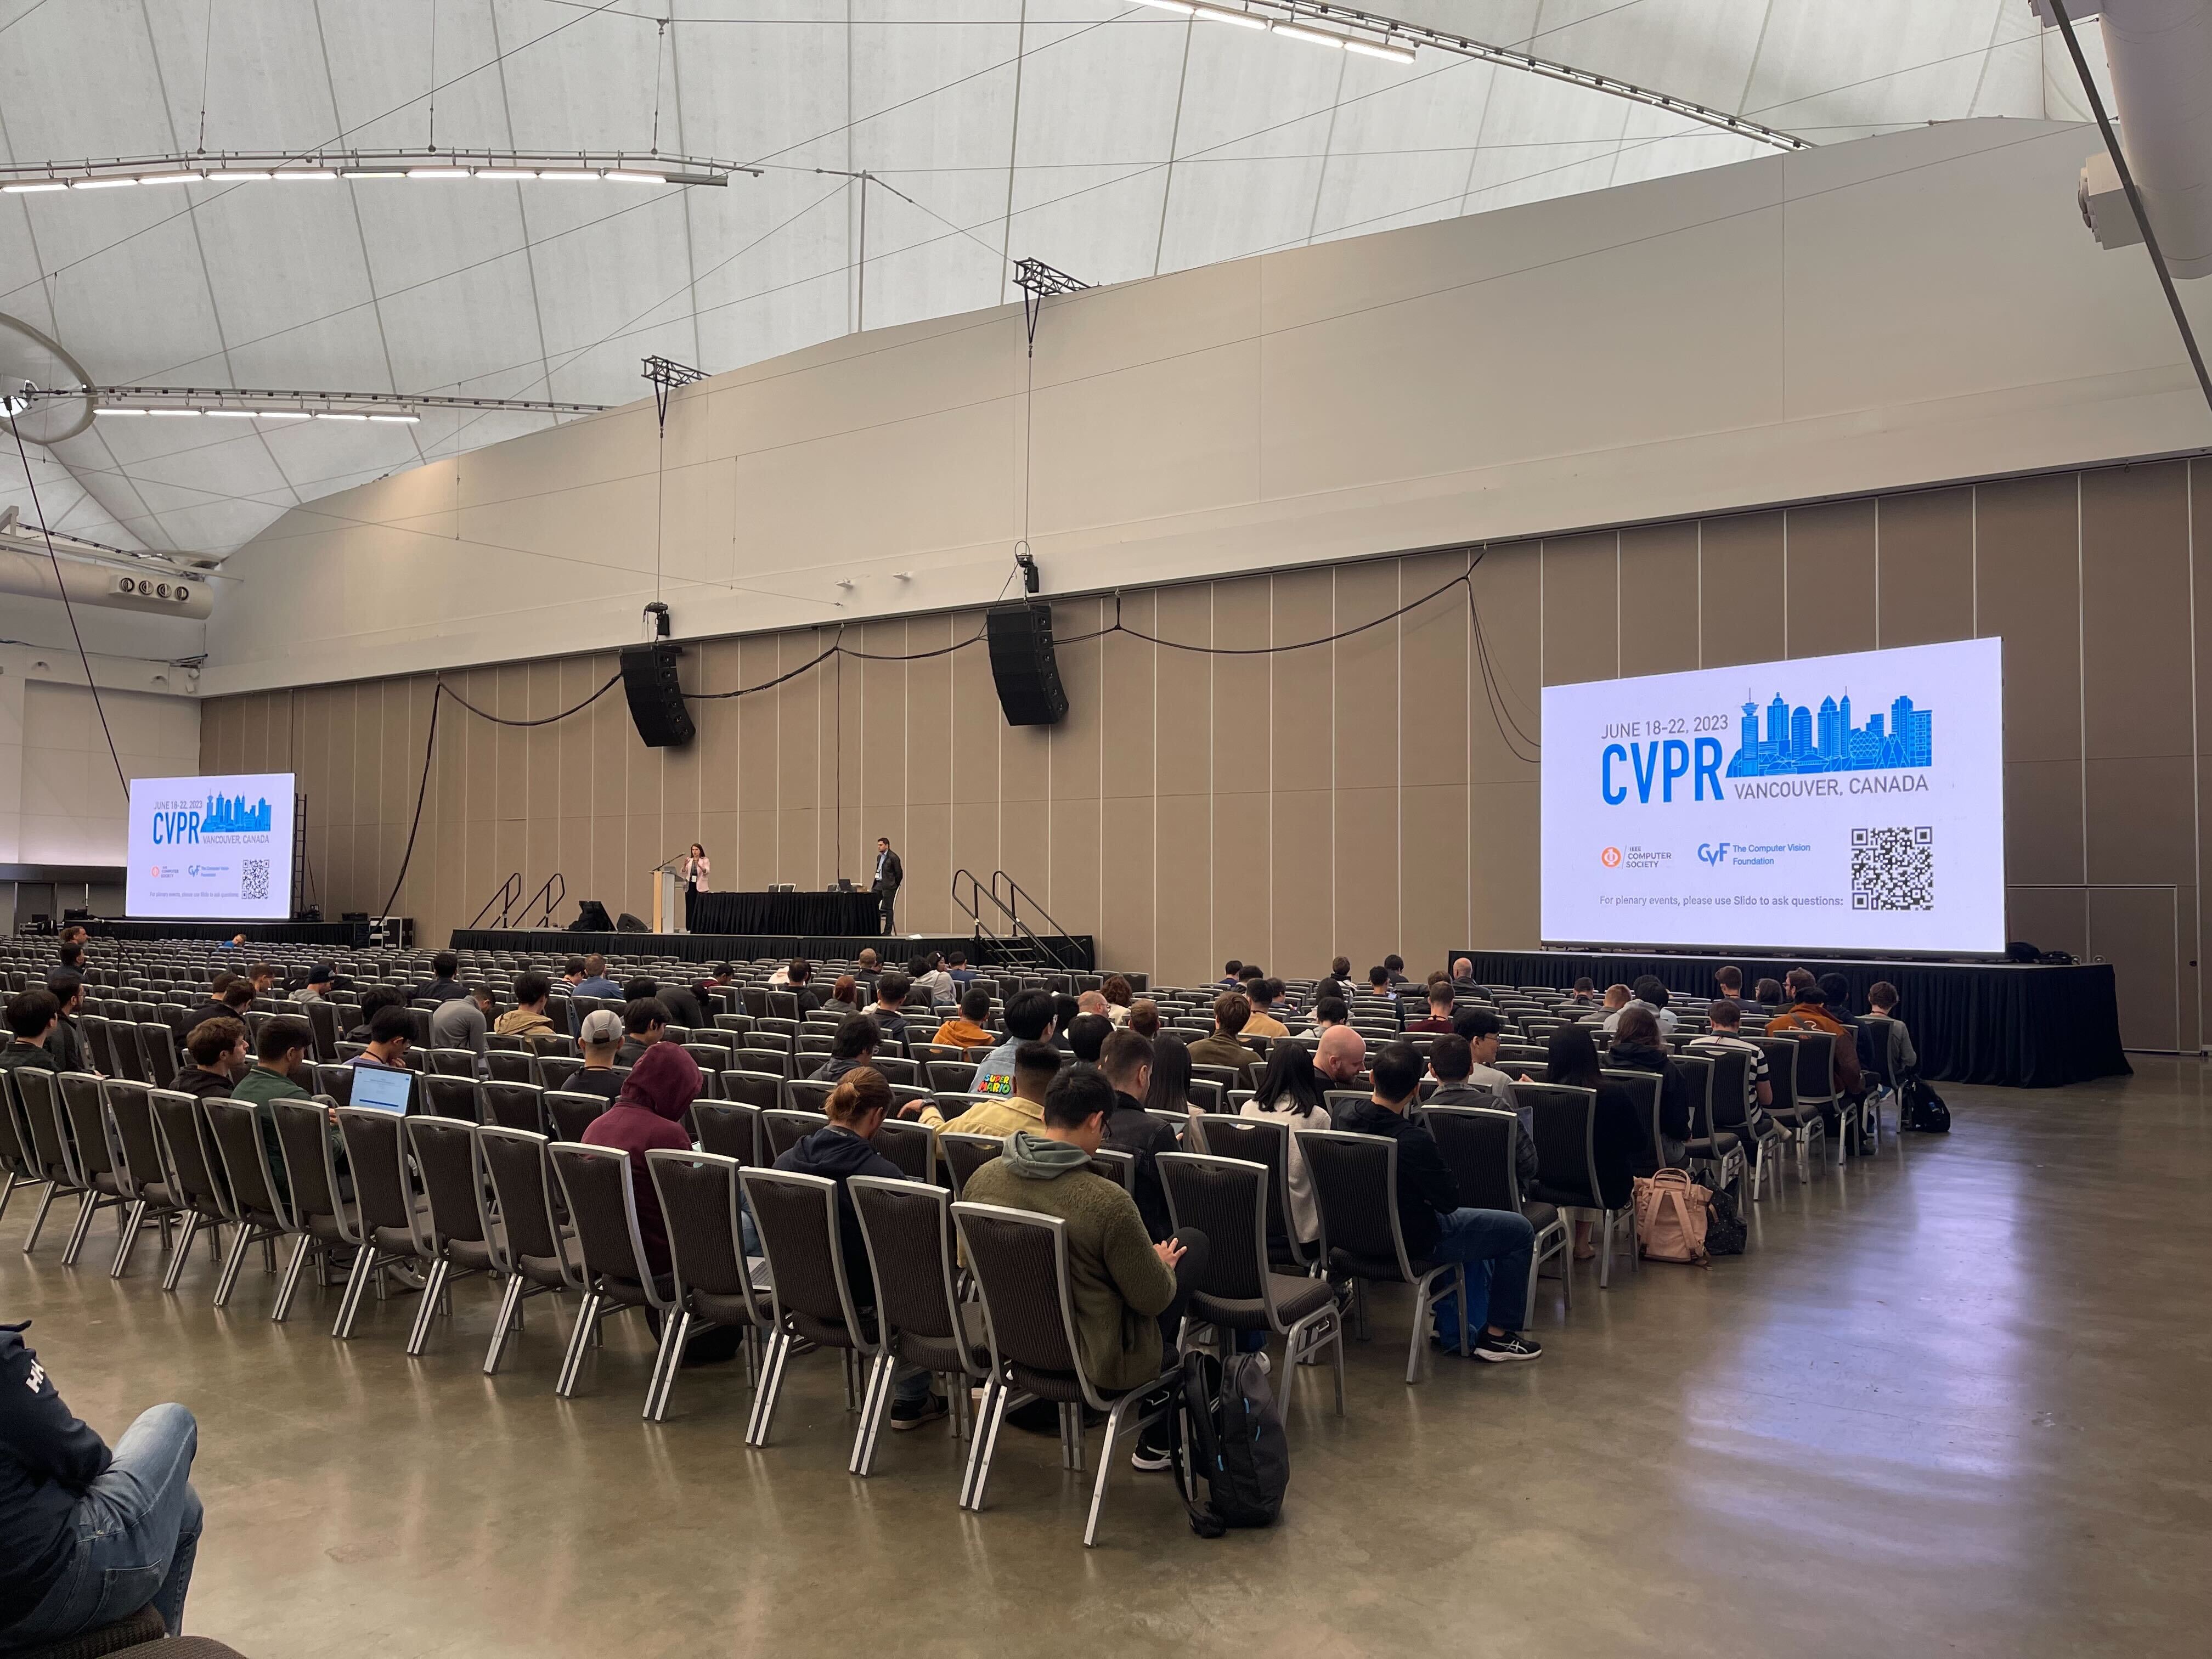 JUNE 18-22, 2023
CVPR
VANCOUVER, CANADA
IEEE
COMPUTER
SOCIETY
CVF
The Computer Vision
Foundation
For plenary events, please use Slido to ask questions:
JUNE 18-22, 2023
CVPR
VANCOUVER, CANADA
COMPUTER
SOCIETY
CVF
The Computer Vision
Foundation
For plenary events, please use Slido to ask questions:
SUPER
MARIO
HH